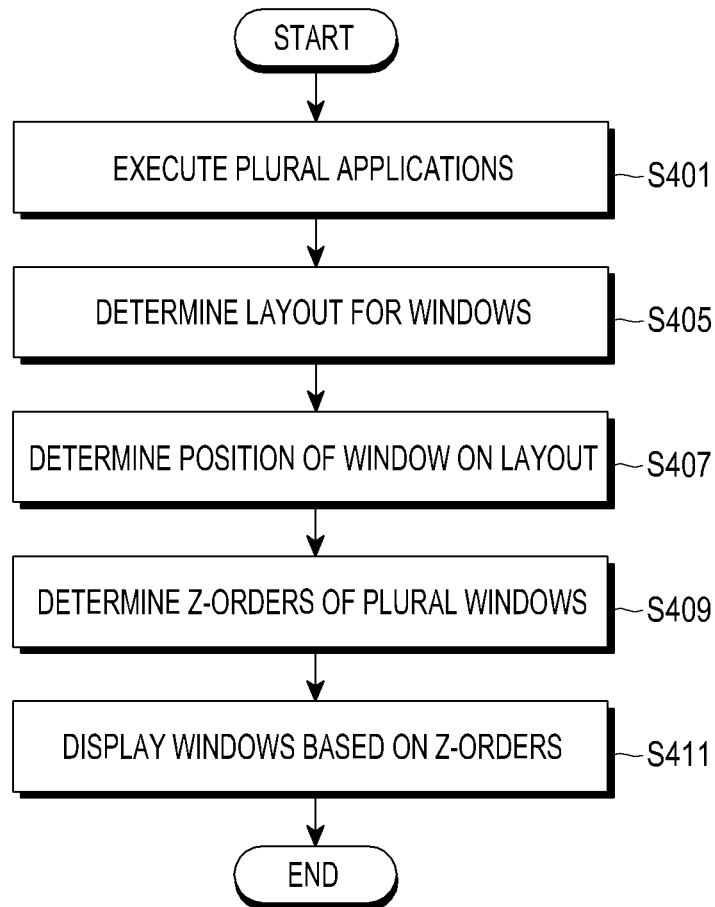 START
EXECUTE PLURAL APPLICATIONS
S401
DETERMINE LAYOUT FOR WINDOWS
S405
DETERMINE POSITION OF WINDOW ON LAYOUT
S407
DETERMINE Z-ORDERS OF PLURAL WINDOWS
S409
DISPLAY WINDOWS BASED ON Z-ORDERS
S411
END